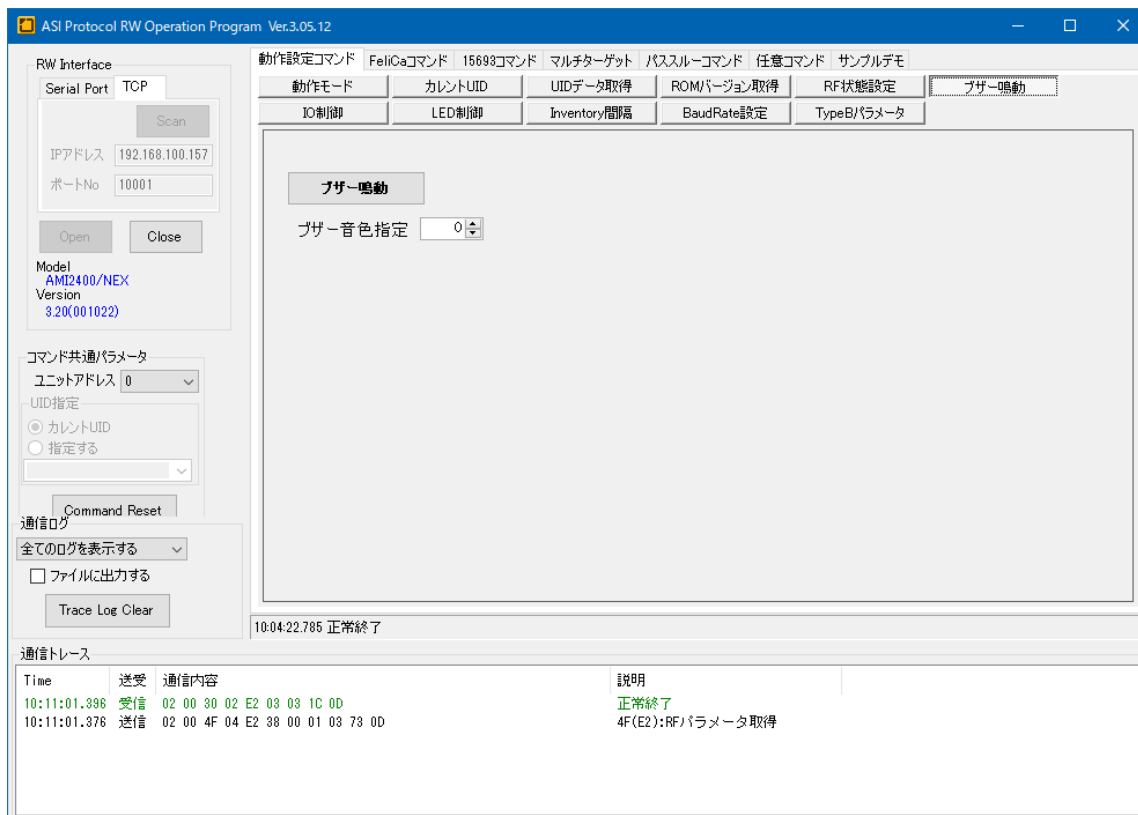 ASI Protocol RW Operation Program Ver.3.05.12
RW Interface
Serial Port TCP
Scan
IPアドレス 192.168.100.157
ポートNo 10001
Open Close
Model
AMI2400/NEX
Version
3.20(001022)
コマンド共通パラメータ
ユニットアドレス 0
UID指定
カレントUID
指定する
Command Reset
通信ログ
全てのログを表示する
ファイルに出力する
Trace Log Clear
動作設定コマンド FeliCaコマンド 15693コマンド マルチターゲット パススルーコマンド 任意コマンド サンプルデモ
動作モード カレントUID UIDデータ取得 ROMバージョン取得 RF状態設定 ブザー鳴動
IO制御 LED制御 Inventory間隔 BaudRate設定 TypeBパラメータ
ブザー鳴動
ブザー音色指定 0
10:04:22.785 正常終了
通信トレース
Time 送受 通信内容 説明
10:11:01.396 受信 02 00 30 02 E2 03 03 1C 0D 正常終了
10:11:01.376 送信 02 00 4F 04 E2 38 00 01 03 73 0D 4F(E2):RFパラメータ取得